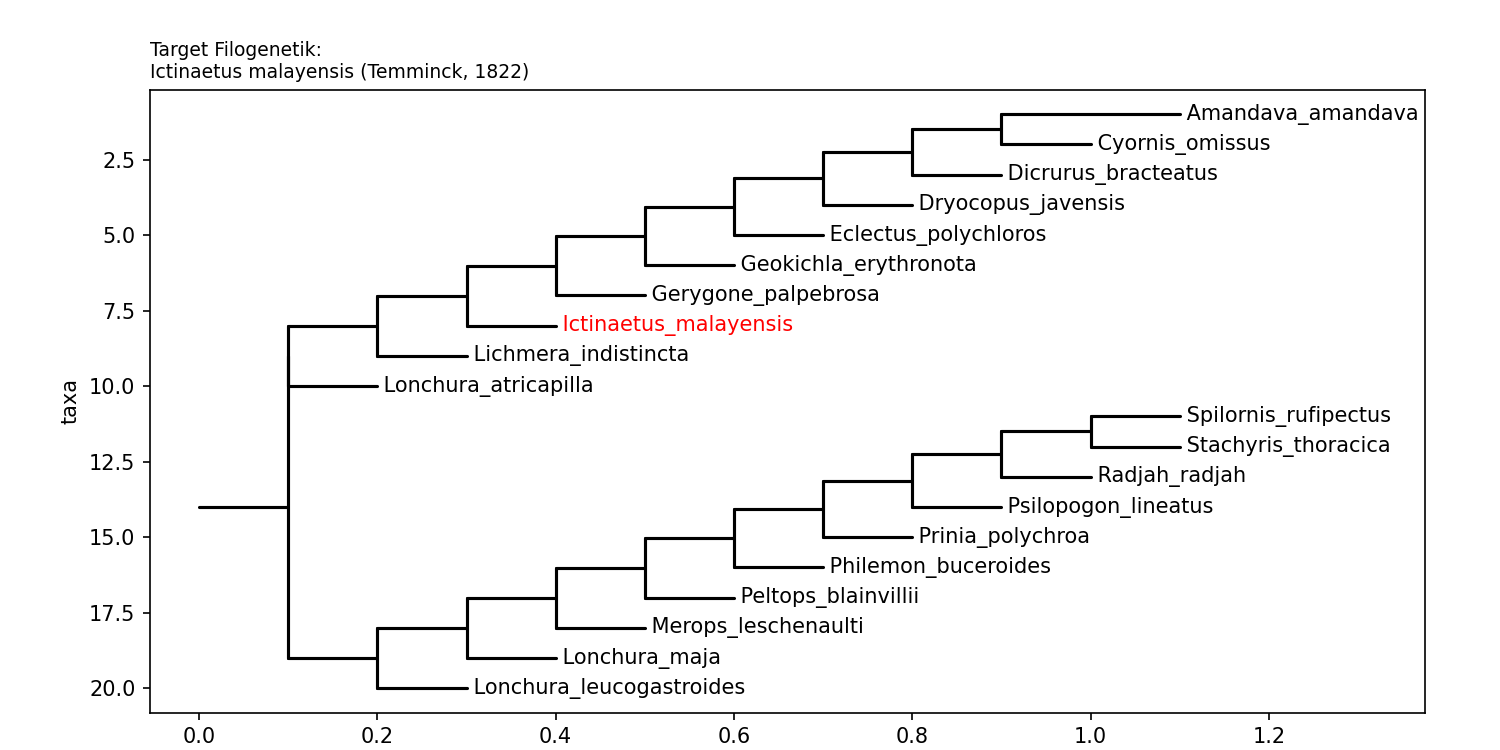 Target Filogenetik:
Ictinaetus malayensis (Temminck, 1822)
Amandava_amandava
Cyornis_omissus
2.5
Dicrurus_bracteatus
Dryocopus_javensis
5.0
Eclectus_polychloros
Geokichla_erythronota
Gerygone_palpebrosa
7.5
Ictinaetus_malayensis
Lichmera_indistincta
10.0
Lonchura_atricapilla
taxa
Spilornis_rufipectus
Stachyris_thoracica
12.5
Radjah_radjah
Psilopogon_lineatus
15.0
Prinia_polychroa
Philemon_buceroides
Peltops_blainvillii
17.5
Merops_leschenaulti
Lonchura_maja
20.0
Lonchura_leucogastroides
0.0 0.2 0.4 0.6 0.8 1.0 1.2